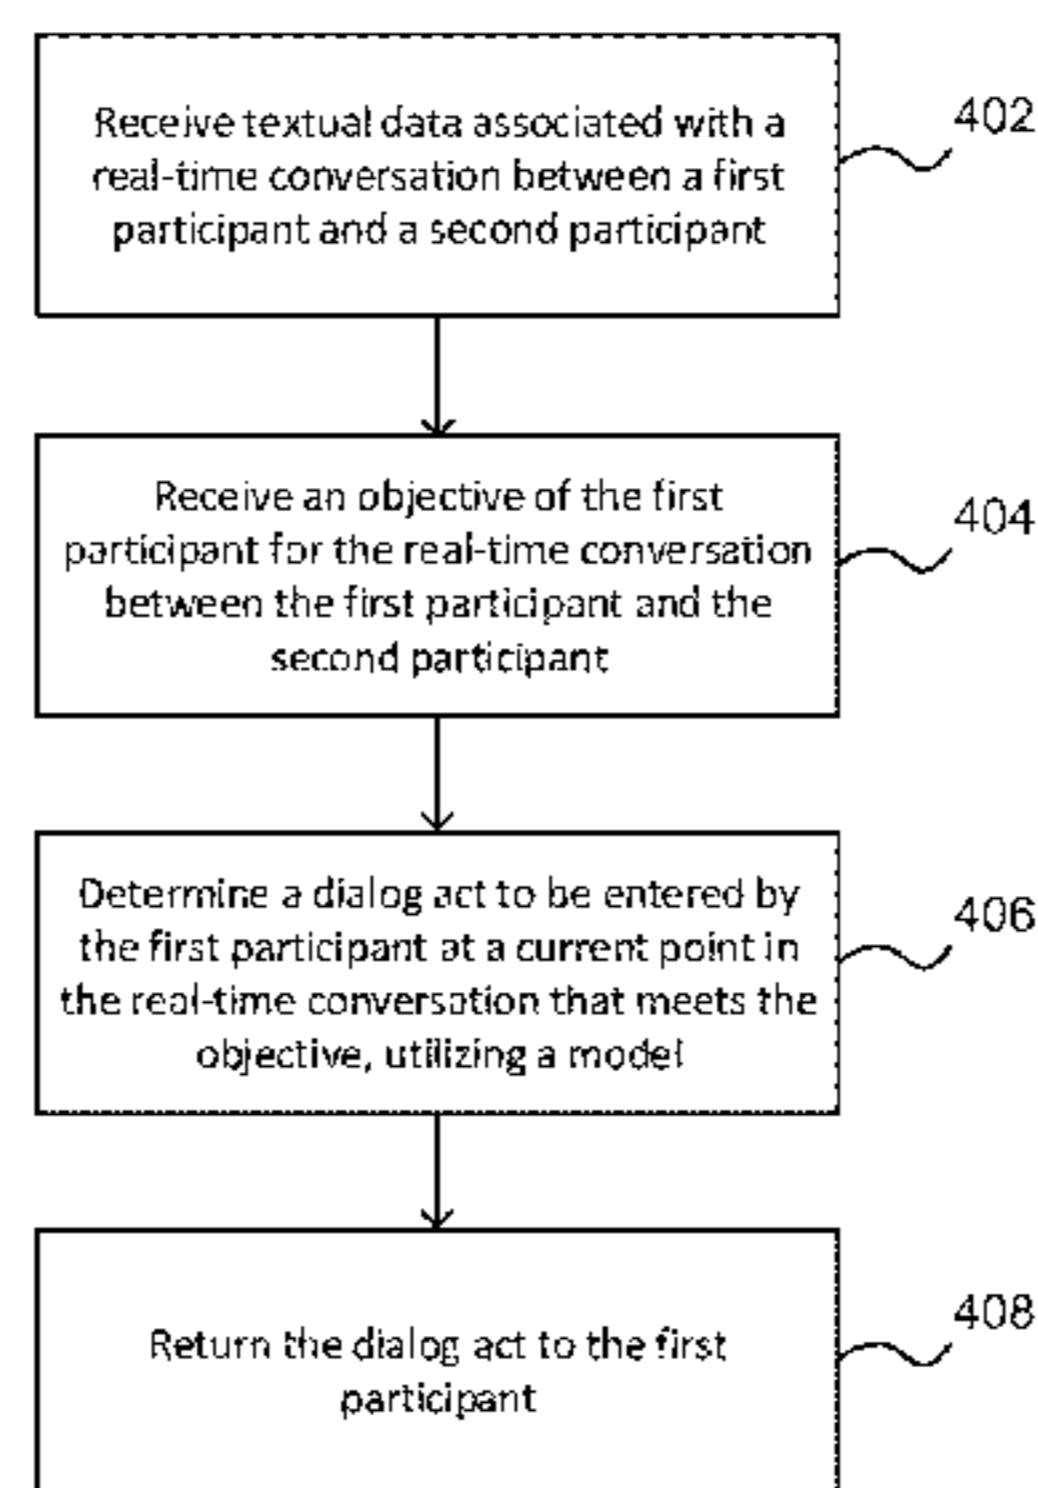 Receive textual data associated with a
real-time conversation between a first
participant and a second participant
402
Receive an objective of the first
participant for the real-time conversation
between the first participant and the
second participant
404
Determine a dialog act to be entered by
the first participant at a current point in
the real-time conversation that meets the
objective, utilizing a model
406
Return the dialog act to the first
participant
408